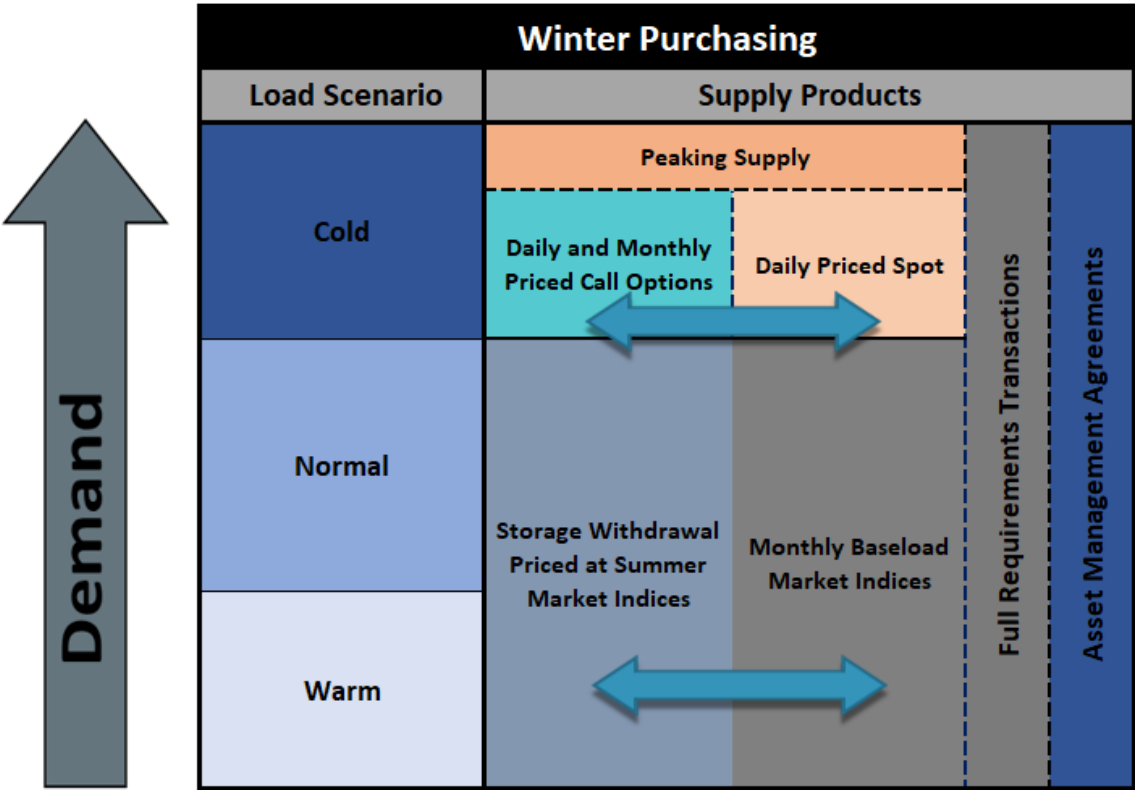 Winter Purchasing
Load Scenario
Supply Products
Demand
Cold
Peaking Supply
Daily and Monthly
Priced Call Options
Daily Priced Spot
Normal
Storage Withdrawal
Priced at Summer
Market Indices
Monthly Baseload
Market Indices
Warm
Full Requirements Transactions
Asset Management Agreements